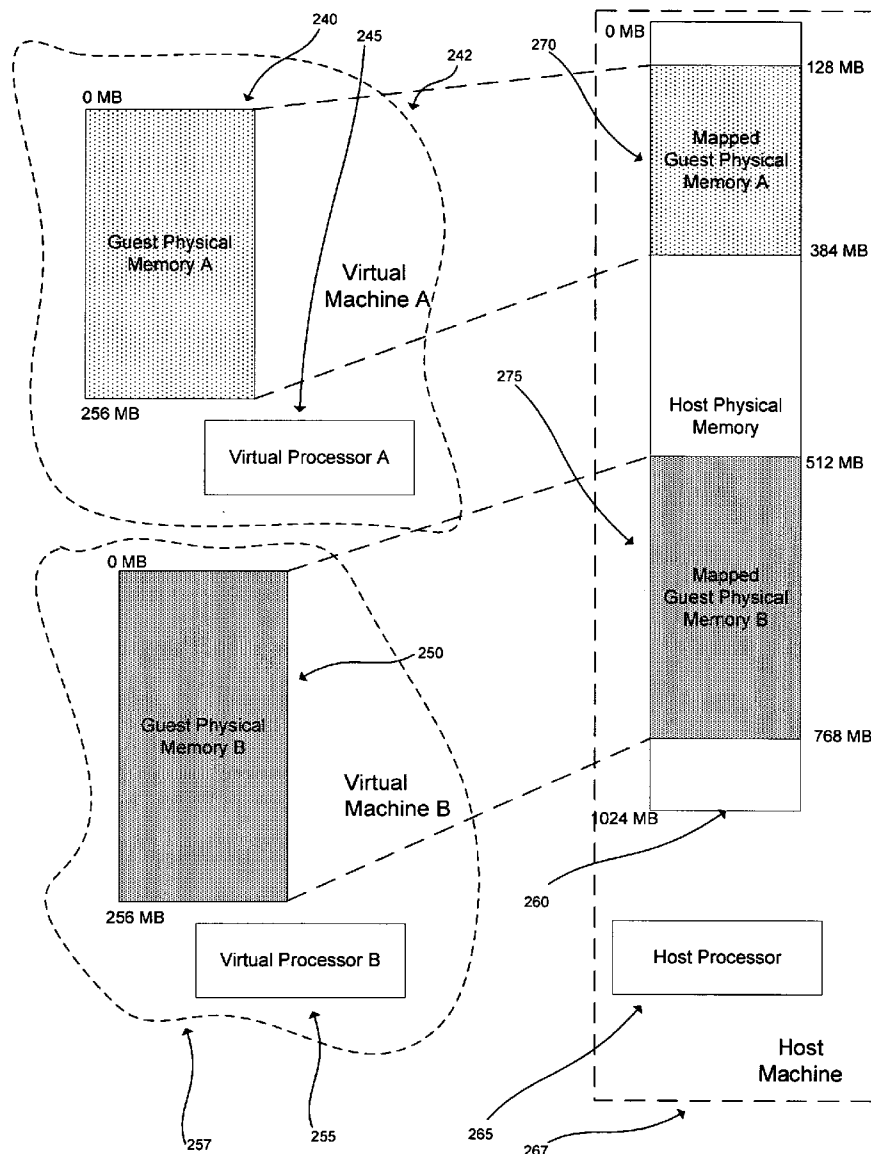 240
245
242
270
0 MB
128 MB
0 MB
Mapped
Guest Physical
Memory A
Guest Physical
Memory A
Virtual
Machine A
384 MB
275
Host Physical
Memory
256 MB
Virtual Processor A
512 MB
0 MB
Mapped
Guest Physical
Memory B
250
Guest Physical
Memory B
768 MB
Virtual
Machine B
1024 MB
260
256 MB
Virtual Processor B
Host Processor
Host
Machine
257
255
265
267